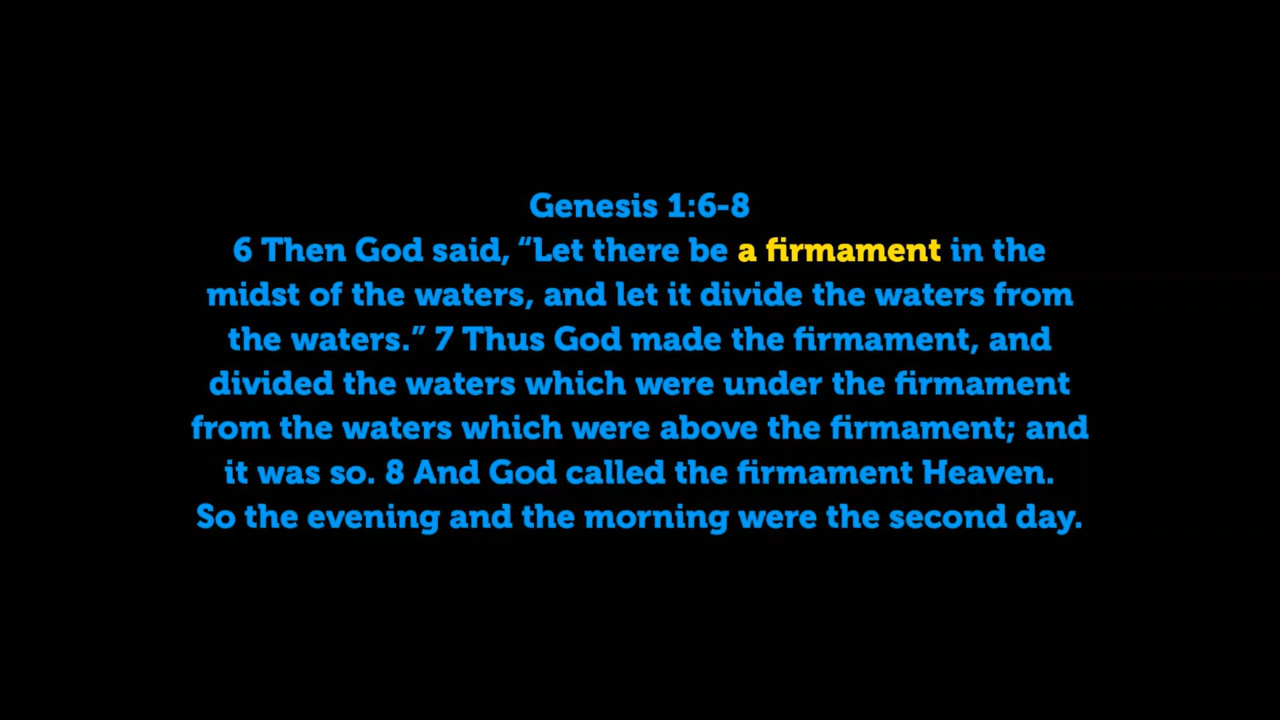 Genesis 1:6-8
6 Then God said, “Let there be a firmament in the
midst of the waters, and let it divide the waters from
the waters.” 7 Thus God made the firmament, and
divided the waters which were under the firmament
from the waters which were above the firmament; and
it was so. 8 And God called the firmament Heaven.
So the evening and the morning were the second day.